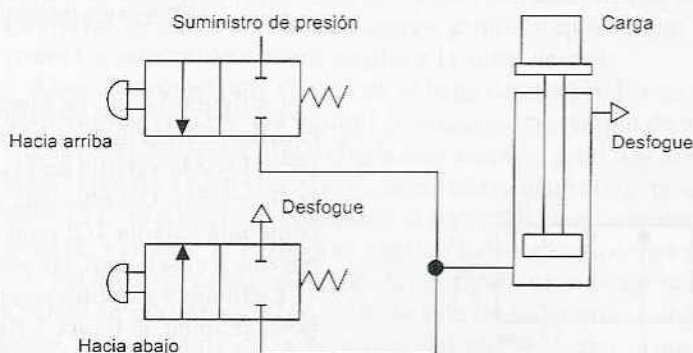 Suministro de presión
Carga
Hacia arriba
Desfogue
Desfogue
Hacia abajo